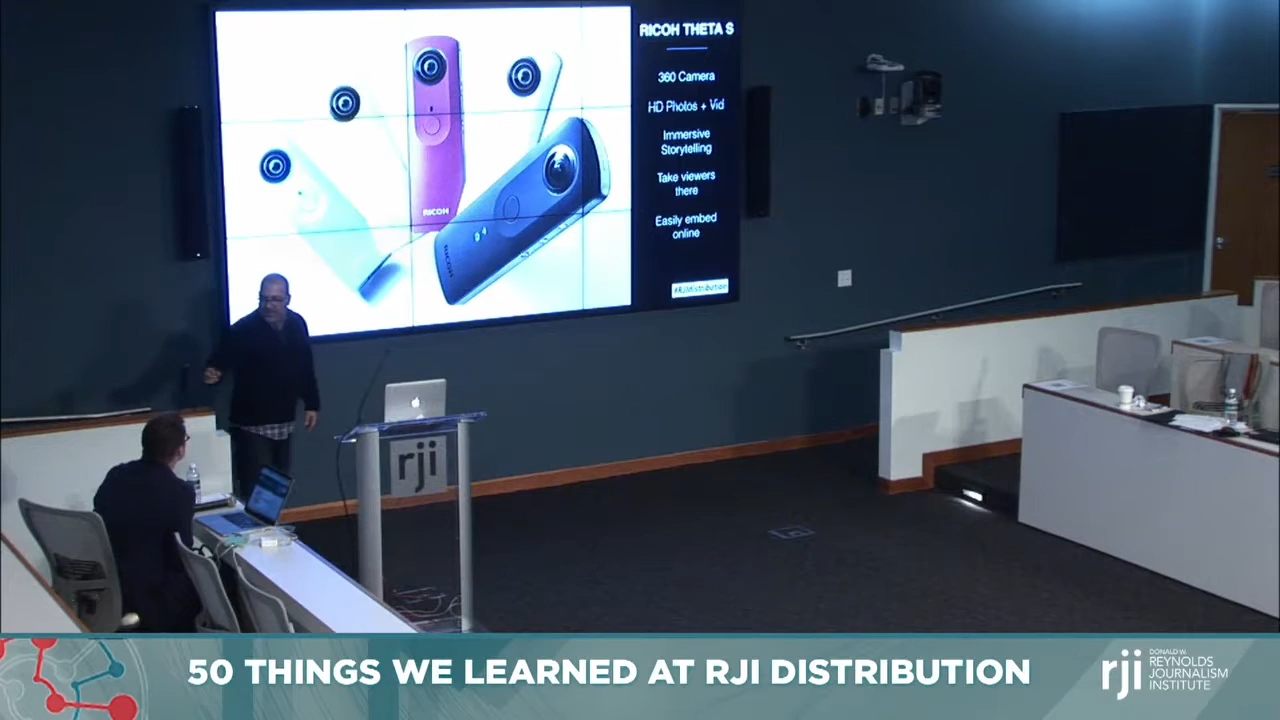 RICOH THETA S
360 Camera
HD Photos + Vid
Immersive
Storytelling
Take viewers
there
Easily embed
online
#RJIdistribution
RICOH
RICOH
rji
50 THINGS WE LEARNED AT RJI DISTRIBUTION
rji
DONALD W.
REYNOLDS
JOURNALISM
INSTITUTE